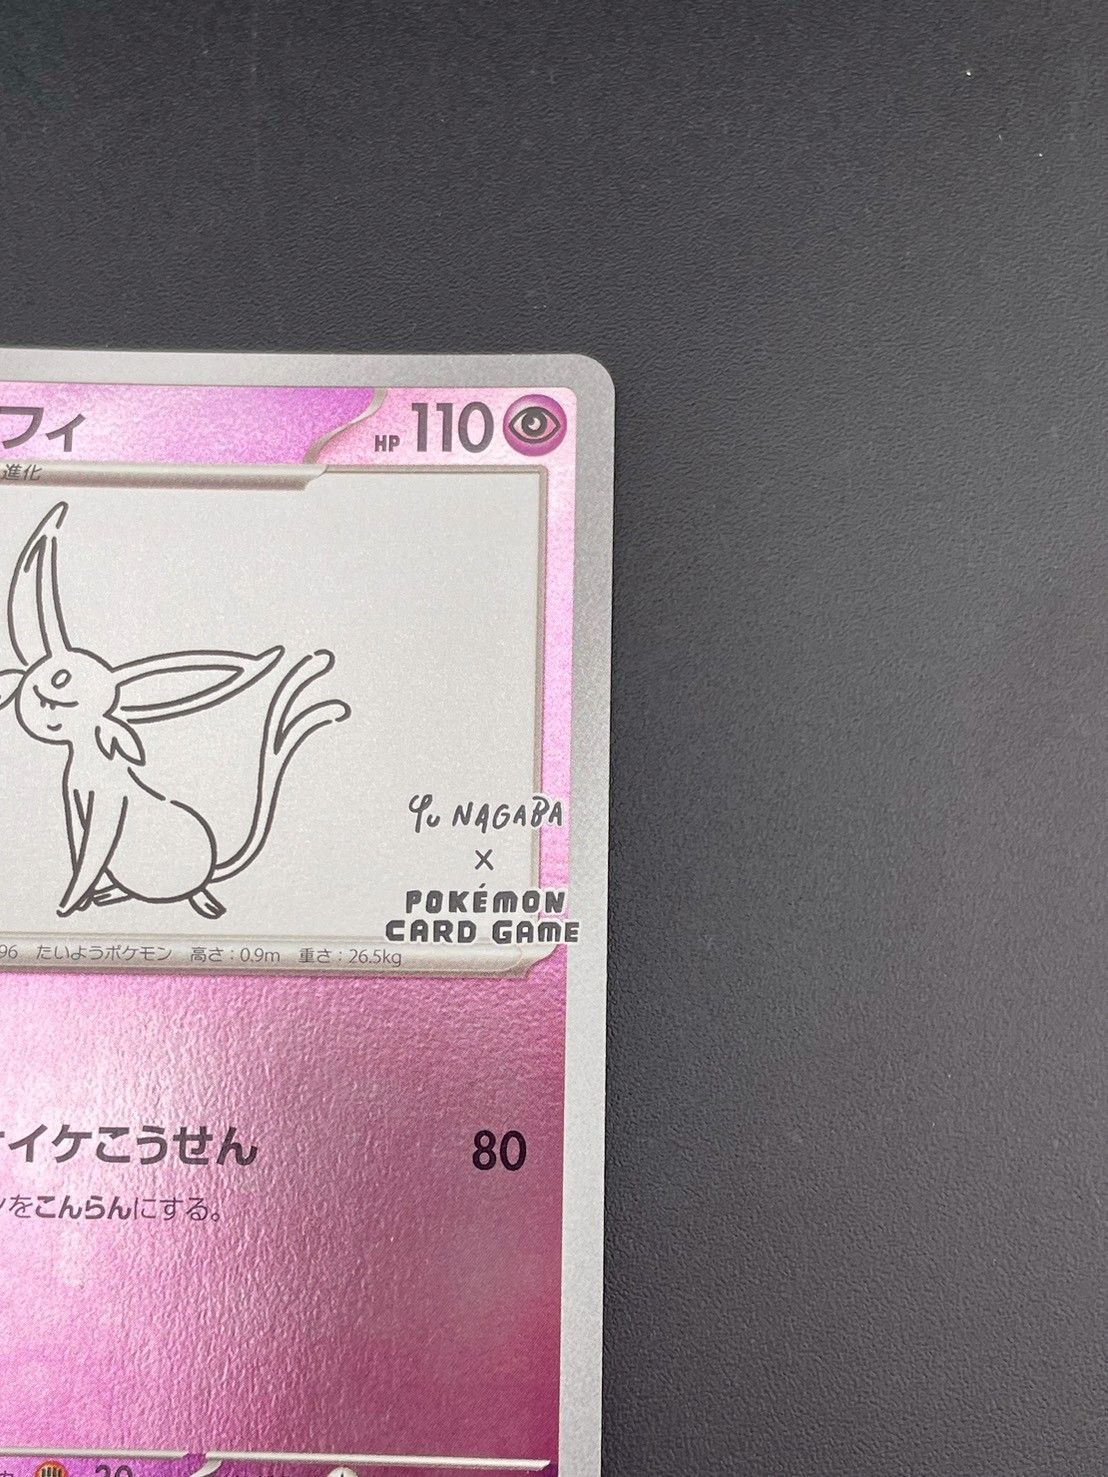 フィ HP 110
進化
Yu NAGABA
×
POKÉMON
CARD GAME
96 たいようポケモン 高さ：0.9m 重さ：26.5kg
イケこうせん 80
をこんらんにする。